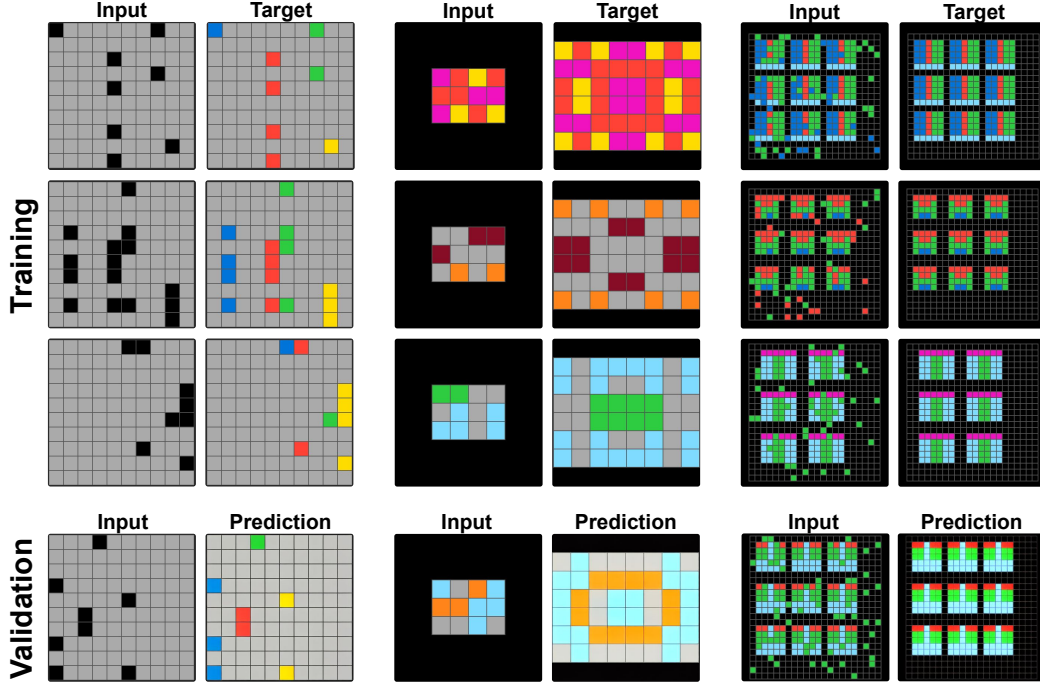 Input Target Input Target Input Target
Training
Input Prediction Input Prediction Input Prediction
Validation